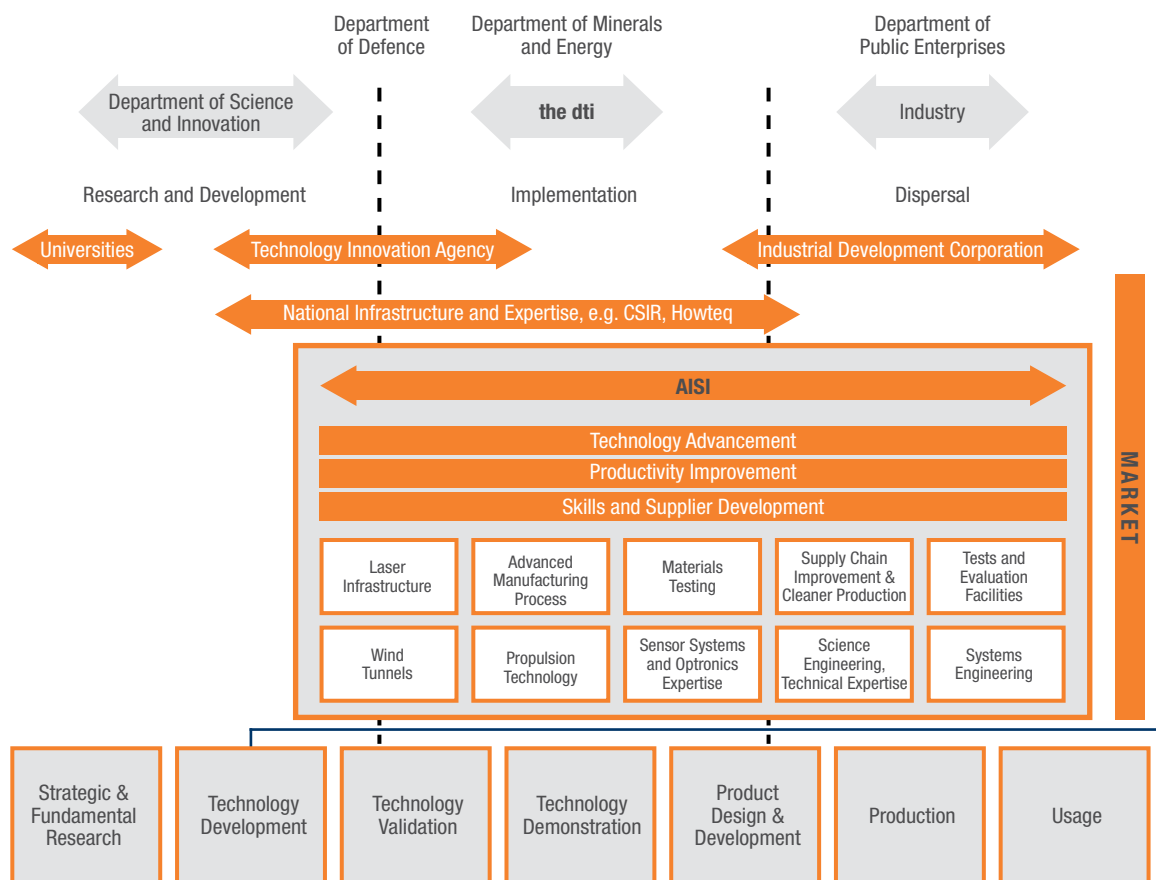 Department
of Defence
Department of Minerals
and Energy
Department of
Public Enterprises
Department of Science
and Innovation
the dti
Industry
Research and Development
Implementation
Dispersal
Universities
Technology Innovation Agency
Industrial Development Corporation
National Infrastructure and Expertise, e.g. CSIR, Howteq
AISI
Technology Advancement
Productivity Improvement
Skills and Supplier Development
MARKET
Laser
Infrastructure
Advanced
Manufacturing
Process
Materials
Testing
Supply Chain
Improvement &
Cleaner Production
Tests and
Evaluation
Facilities
Wind
Tunnels
Propulsion
Technology
Sensor Systems
and Optronics
Expertise
Science
Engineering,
Technical Expertise
Systems
Engineering
Strategic &
Fundamental
Research
Technology
Development
Technology
Validation
Technology
Demonstration
Product
Design &
Development
Production
Usage